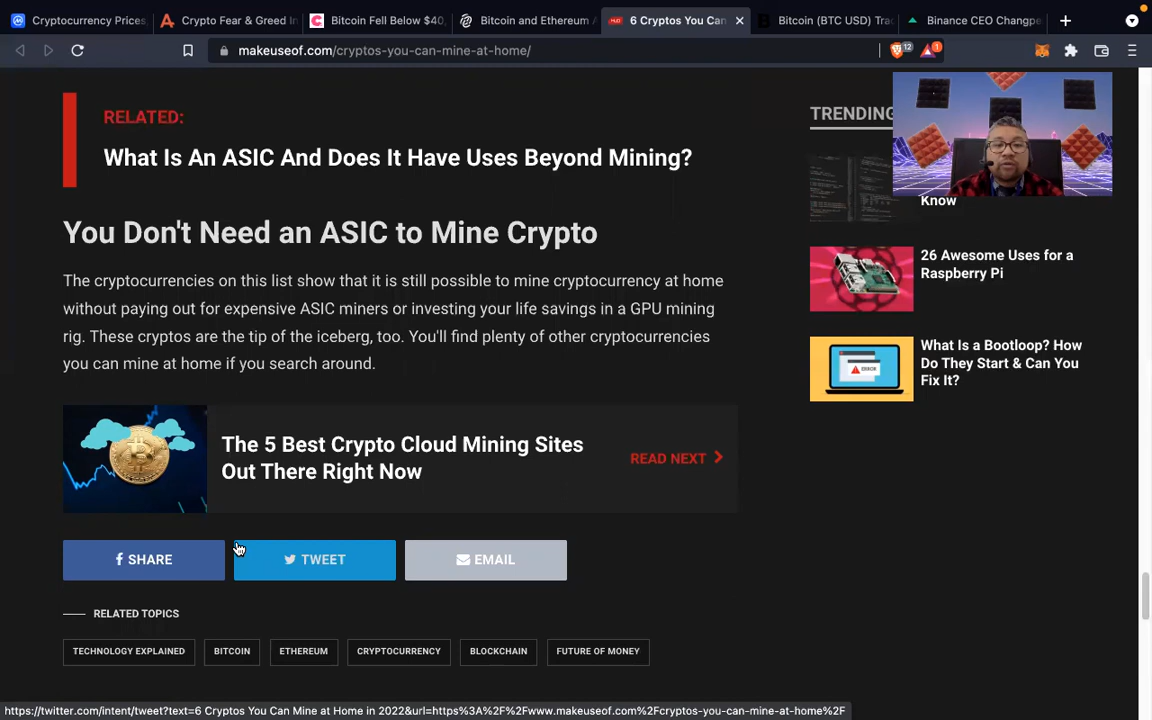 Cryptocurrency Prices,
Crypto Fear & Greed In
Bitcoin Fell Below $40,
Bitcoin and Ethereum
6 Cryptos You Can
Bitcoin (BTC USD) Tra
Binance CEO Changpe
makeuseof.com/cryptos-you-can-mine-at-home/
12
1
RELATED:
What Is An ASIC And Does It Have Uses Beyond Mining?
You Don't Need an ASIC to Mine Crypto
The cryptocurrencies on this list show that it is still possible to mine cryptocurrency at home
without paying out for expensive ASIC miners or investing your life savings in a GPU mining
rig. These cryptos are the tip of the iceberg, too. You'll find plenty of other cryptocurrencies
you can mine at home if you search around.
The 5 Best Crypto Cloud Mining Sites
Out There Right Now
READ NEXT
SHARE
TWEET
EMAIL
RELATED TOPICS
TECHNOLOGY EXPLAINED
BITCOIN
ETHEREUM
CRYPTOCURRENCY
BLOCKCHAIN
FUTURE OF MONEY
TRENDING
Know
26 Awesome Uses for a
Raspberry Pi
ERROR
What Is a Bootloop? How
Do They Start & Can You
Fix It?
https://twitter.com/intent/tweet?text=6 Cryptos You Can Mine at Home in 2022&url=https%3A%2F%2Fwww.makeuseof.com%2Fcryptos-you-can-mine-at-home%2F